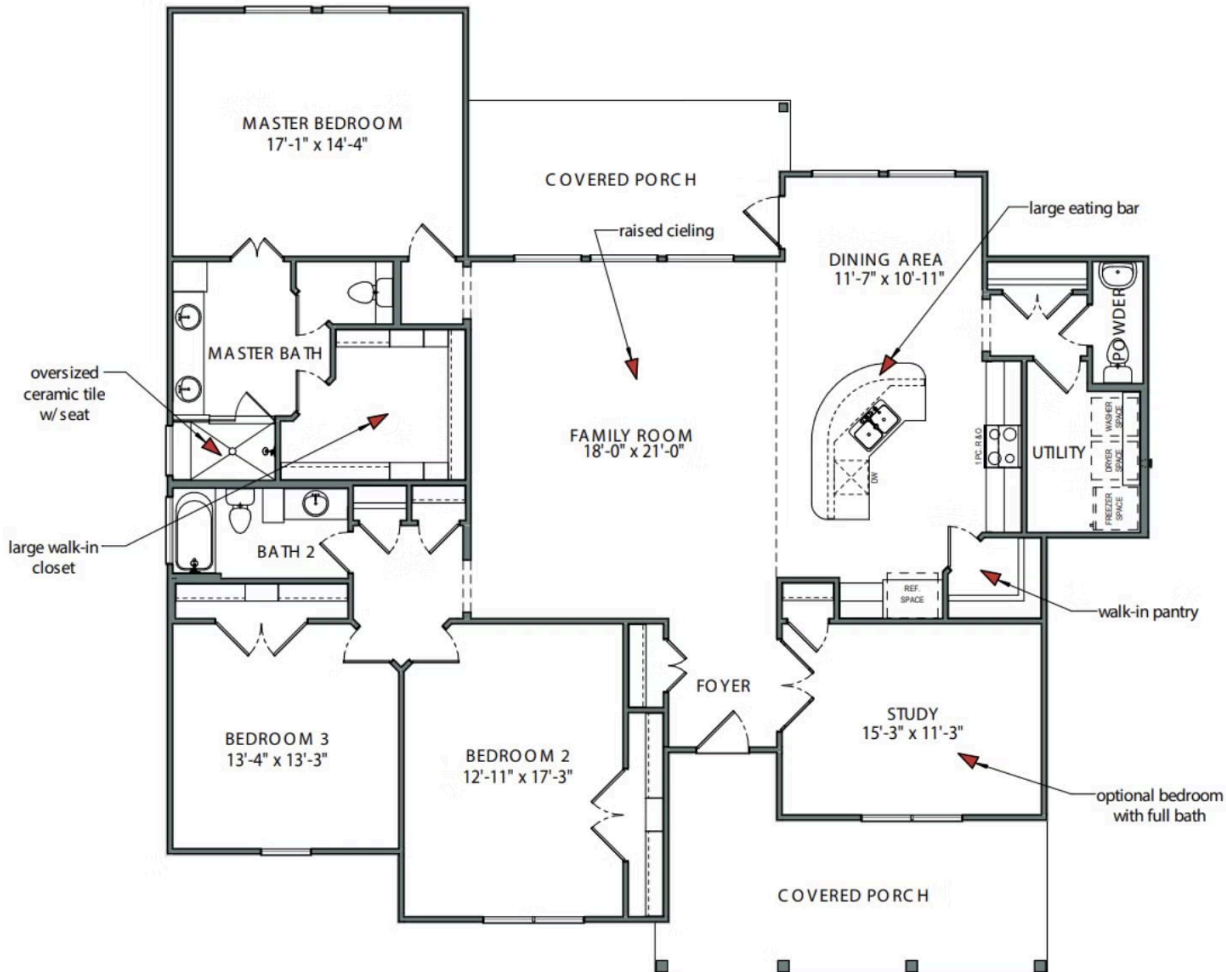 MASTER BEDROOM
17'-1" x 14'-4"
COVERED PORCH
raised cieling
large eating bar
DINING AREA
11'-7" x 10'-11"
POWDER
MASTER BATH
oversized
ceramic tile
w/ seat
FAMILY ROOM
18'-0" x 21'-0"
DW
1 PC. R & O
UTILITY
WASHER
SPACE
DRYER
SPACE
FREEZER
SPACE
large walk-in
closet
BATH 2
REF.
SPACE
walk-in pantry
FOYER
BEDROOM 3
13'-4" x 13'-3"
BEDROOM 2
12'-11" x 17'-3"
STUDY
15'-3" x 11'-3"
optional bedroom
with full bath
COVERED PORCH